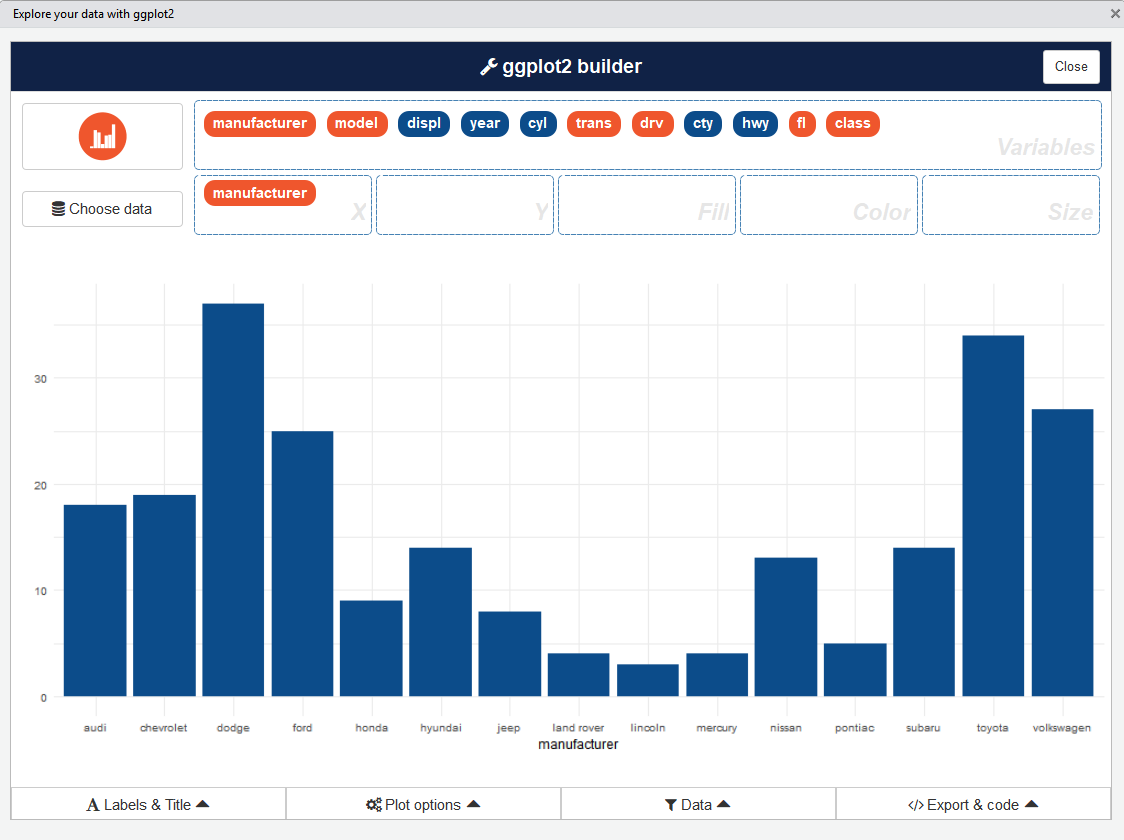 Explore your data with ggplot2
ggplot2 builder
Close
manufacturer model displ year cyl trans drv cty hwy fl class
Variables
Choose data
manufacturer
X
Y
Fill
Color
Size
30
20
10
0
audi chevrolet dodge ford honda hyundai jeep land rover lincoln mercury nissan pontiac subaru toyota volkswagen
manufacturer
Labels & Title
Plot options
Data
</> Export & code